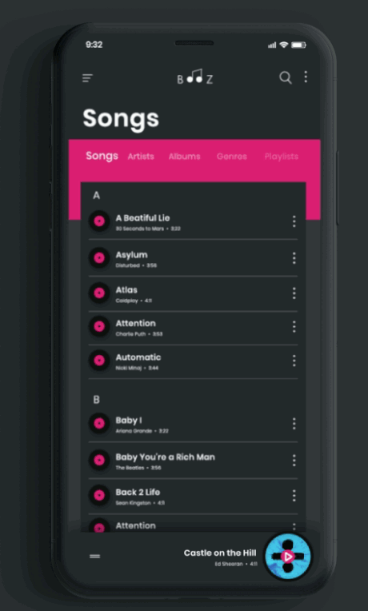 9:32
B Z
Songs
Songs Artists Albums Genres Playlists
A
A Beatiful Lie
30 Seconds to Mars • 3:23
Asylum
Disturbed • 3:56
Atlas
Coldplay • 4:11
Attention
Charlie Puth • 3:53
Automatic
Nicki Minaj • 3:44
B
Baby I
Ariana Grande • 3:22
Baby You're a Rich Man
The Beatles • 3:56
Back 2 Life
Sean Kingston • 4:11
Attention
Castle on the Hill
Ed Sheeran • 4:11